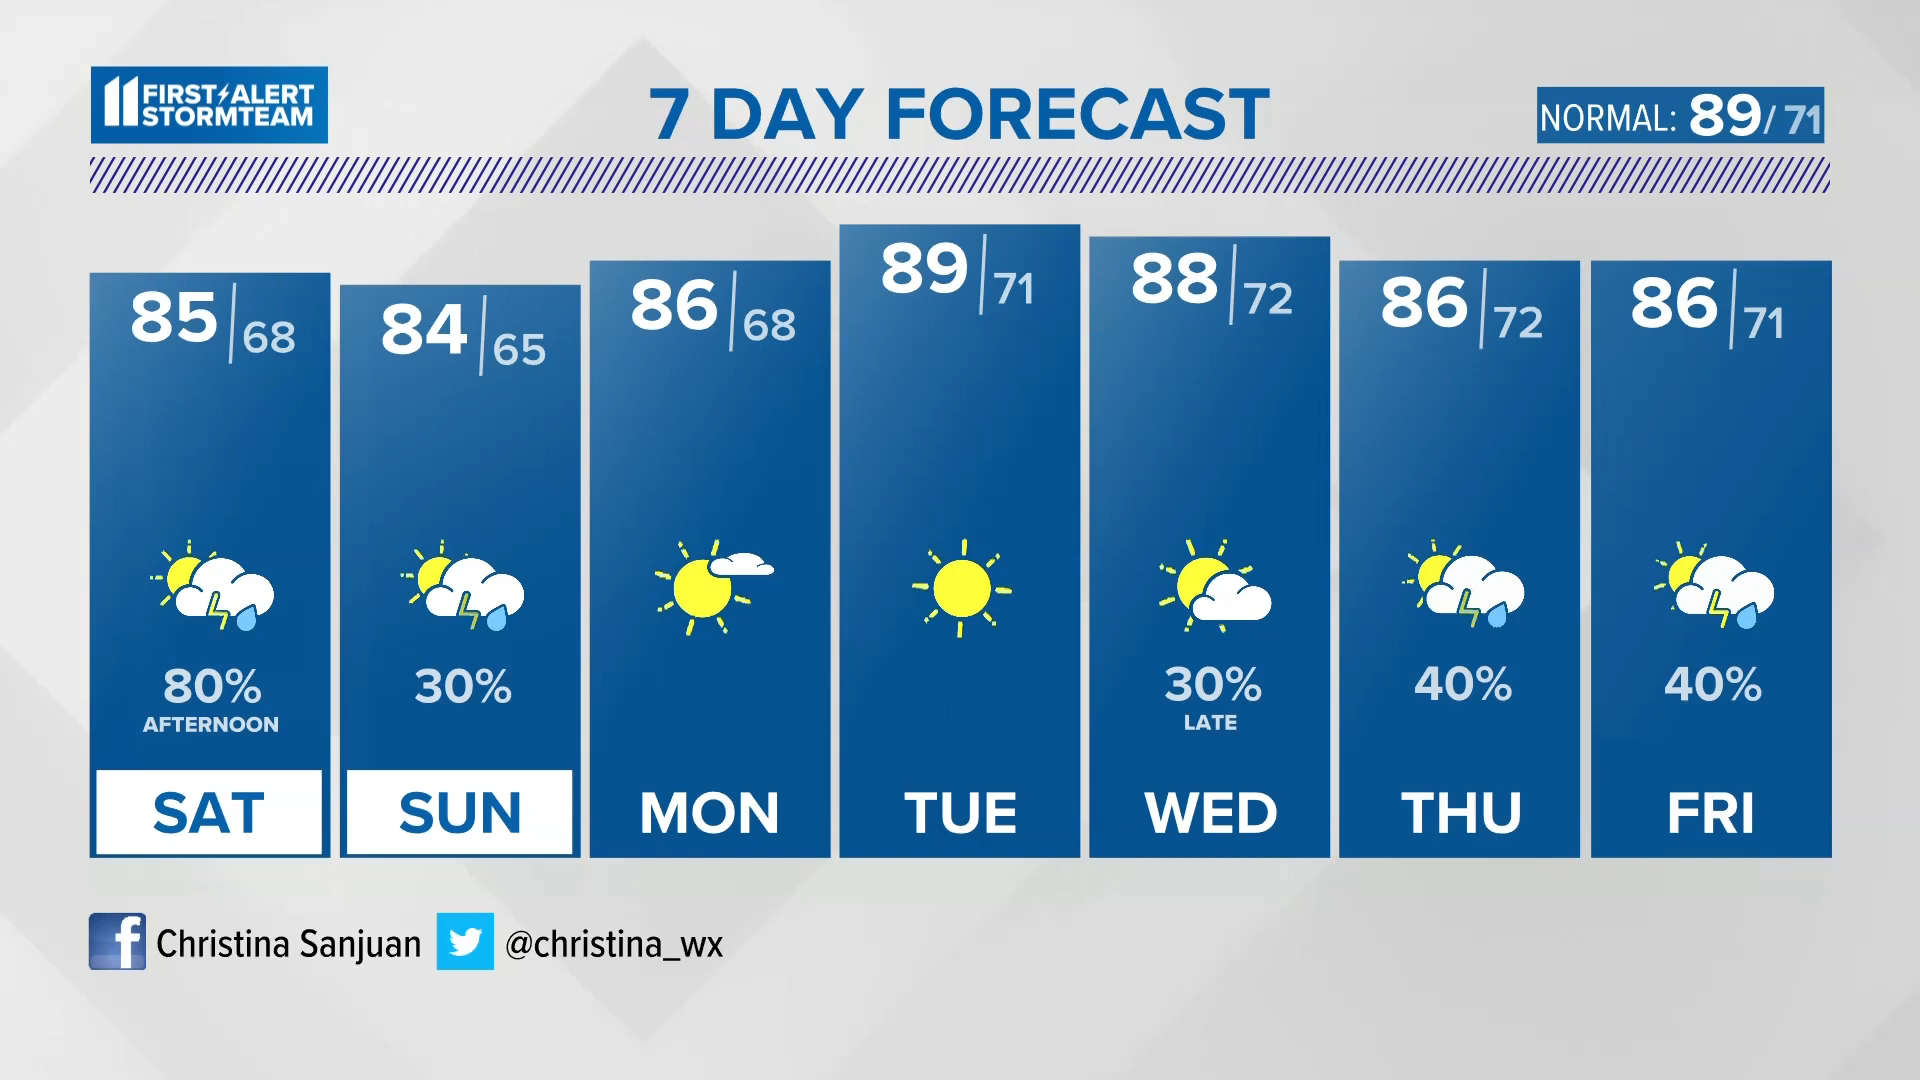 FIRST ALERT
STORMTEAM
7 DAY FORECAST
NORMAL: 89/ 71
85/68
84/65
86/68
89/71
88/72
86/72
86/71
80%
AFTERNOON
30%
30%
LATE
40%
40%
SAT
SUN
MON
TUE
WED
THU
FRI
f Christina Sanjuan @christina_wx